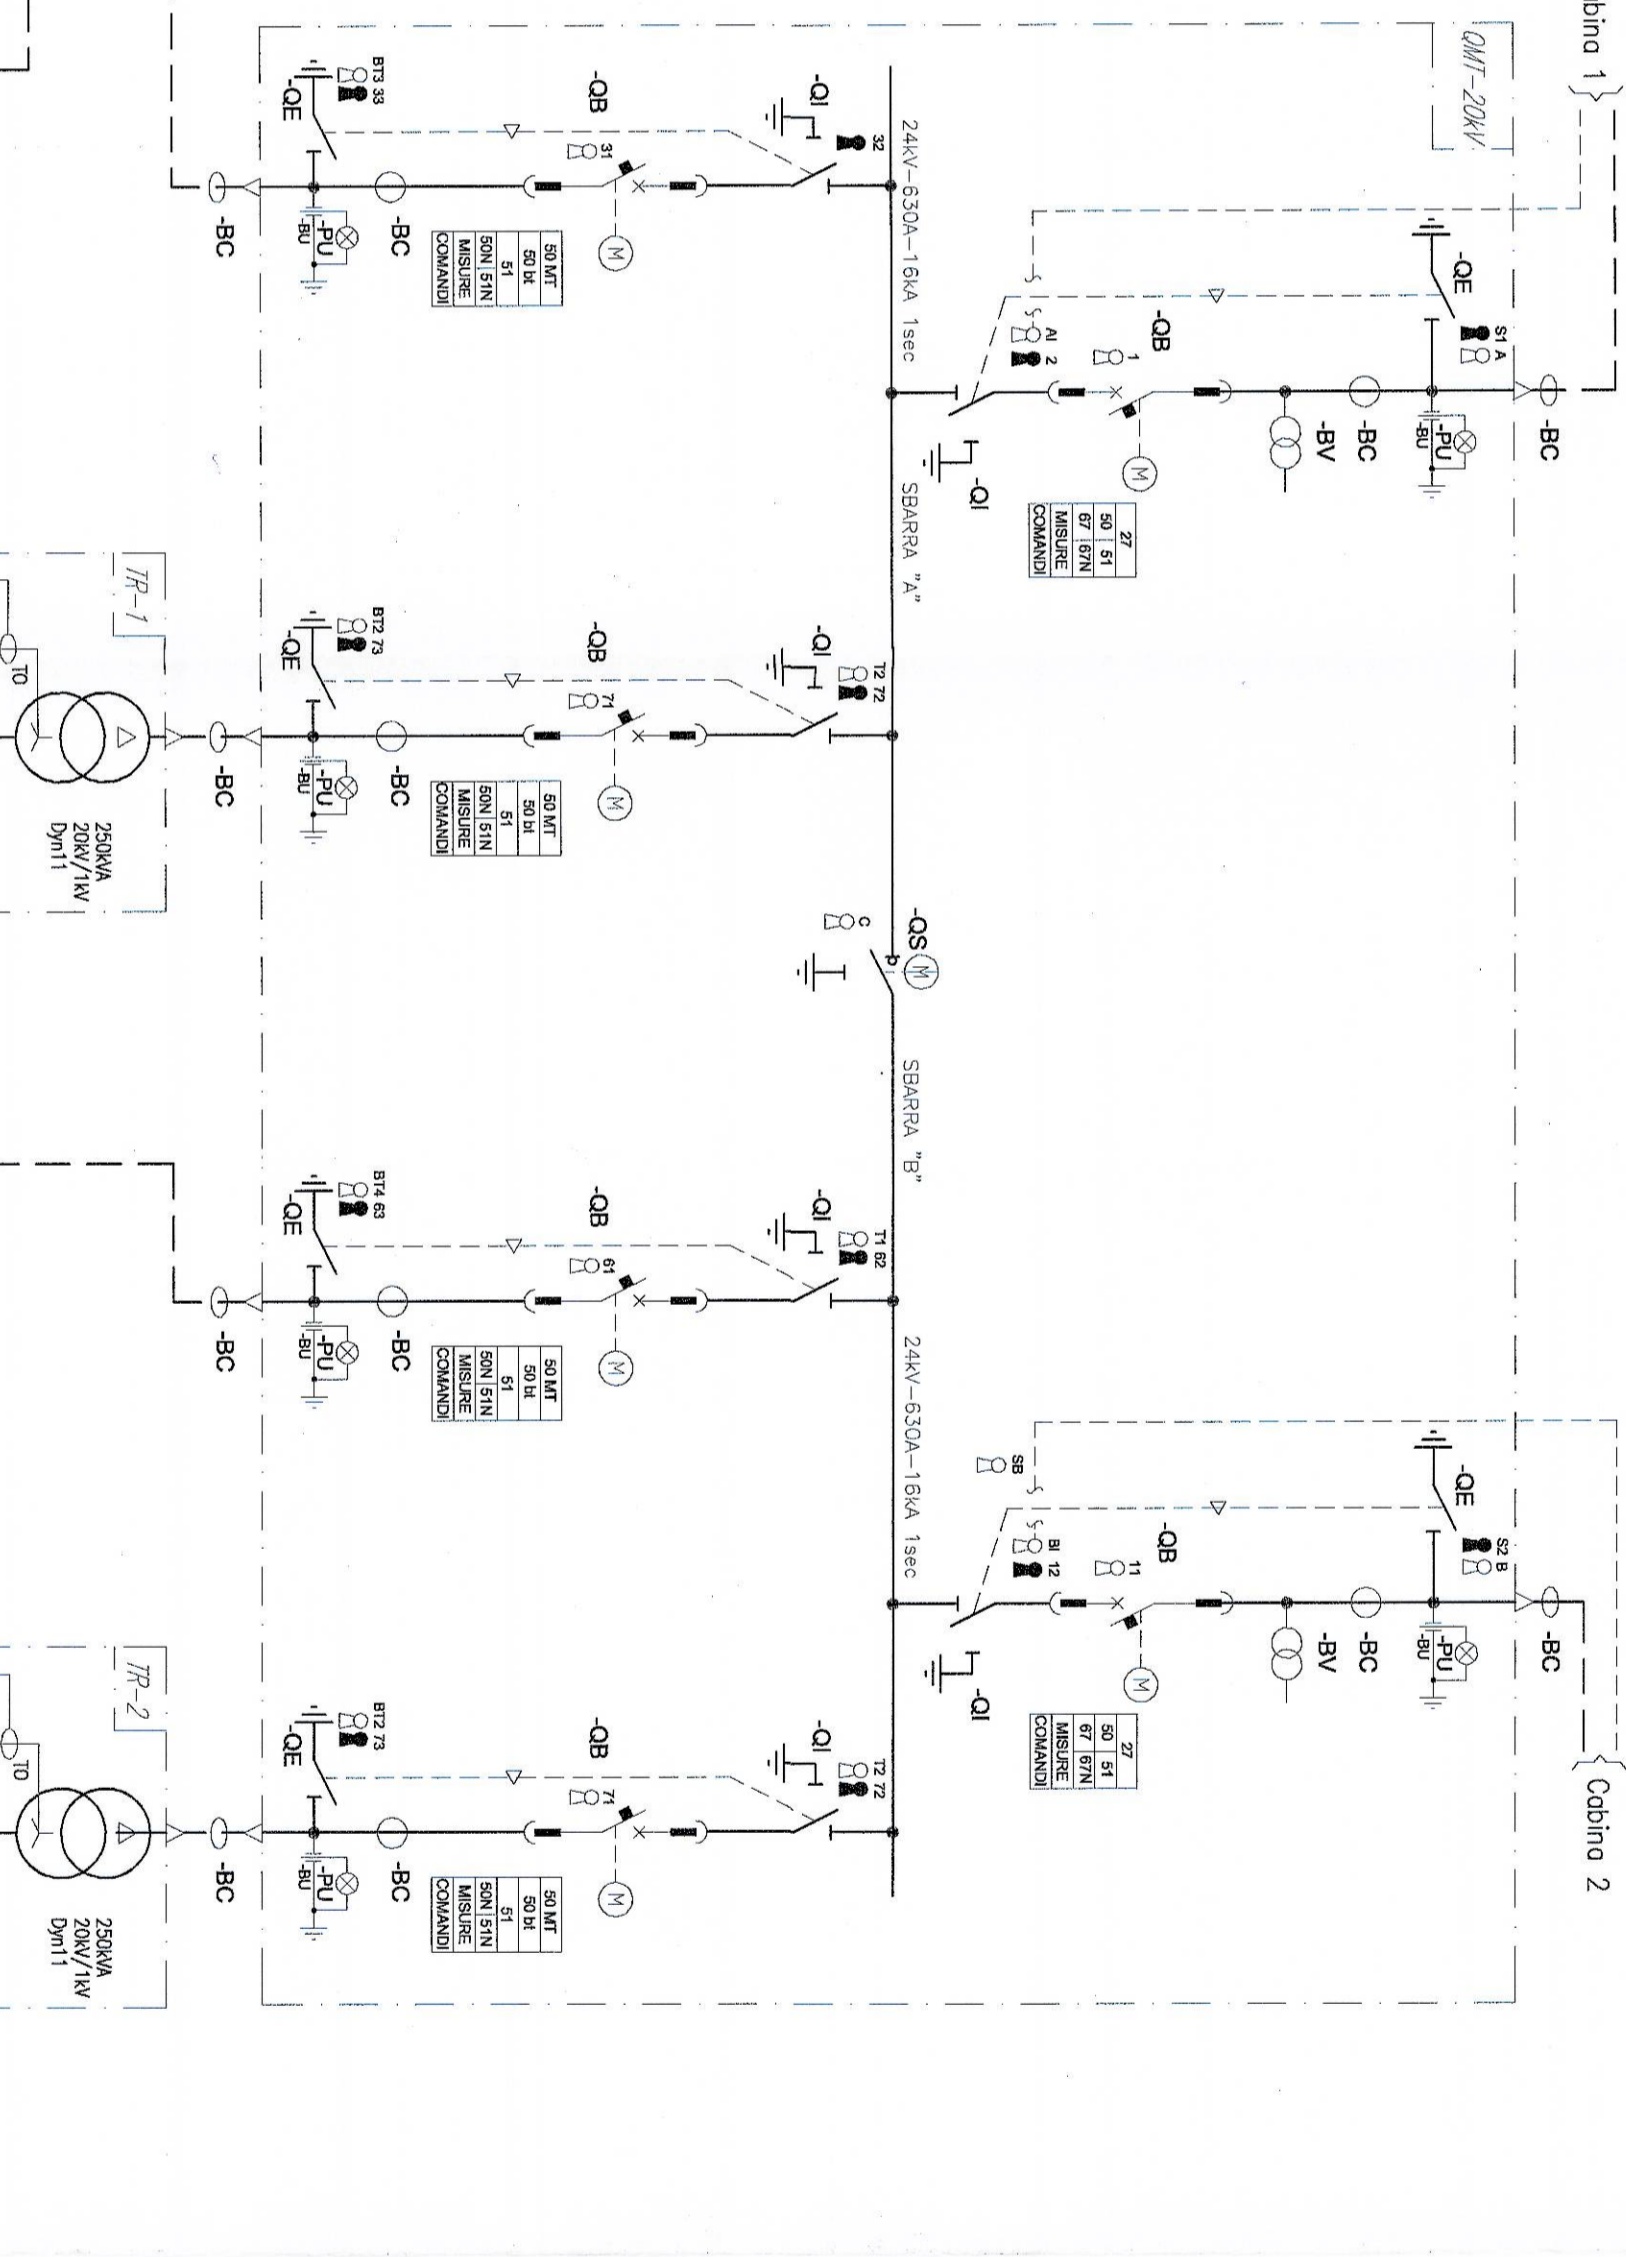 bina 1
Cabina 2
QMT-20kV
-BC
S1 A
-QE
-PU
-BU
-BC
-BV
-QB
1
M
27
50 51
67 67N
MISURE
COMANDI
AI 2
-QI
-BC
S2 B
-QE
-PU
-BU
-BC
-BV
-QB
11
M
27
50 51
67 67N
MISURE
COMANDI
SB
BI 12
-QI
24kV-630A-16kA 1sec
SBARRA "A"
-QS
M
C
SBARRA "B"
24kV-630A-16kA 1sec
32
-QI
-QB
31
M
50 MT
50 bt
51
50N 51N
MISURE
COMANDI
-BC
BT3 33
-QE
-PU
-BU
-BC
T2 72
-QI
-QB
71
M
50 MT
50 bt
51
50N 51N
MISURE
COMANDI
-BC
BT2 73
-QE
-PU
-BU
-BC
T1 62
-QI
-QB
61
M
50 MT
50 bt
51
50N 51N
MISURE
COMANDI
-BC
BT4 63
-QE
-PU
-BU
-BC
T2 72
-QI
-QB
71
M
50 MT
50 bt
51
50N 51N
MISURE
COMANDI
-BC
BT2 73
-QE
-PU
-BU
-BC
TR-1
250kVA
20kV/1kV
Dyn11
TO
TR-2
250kVA
20kV/1kV
Dyn11
TO